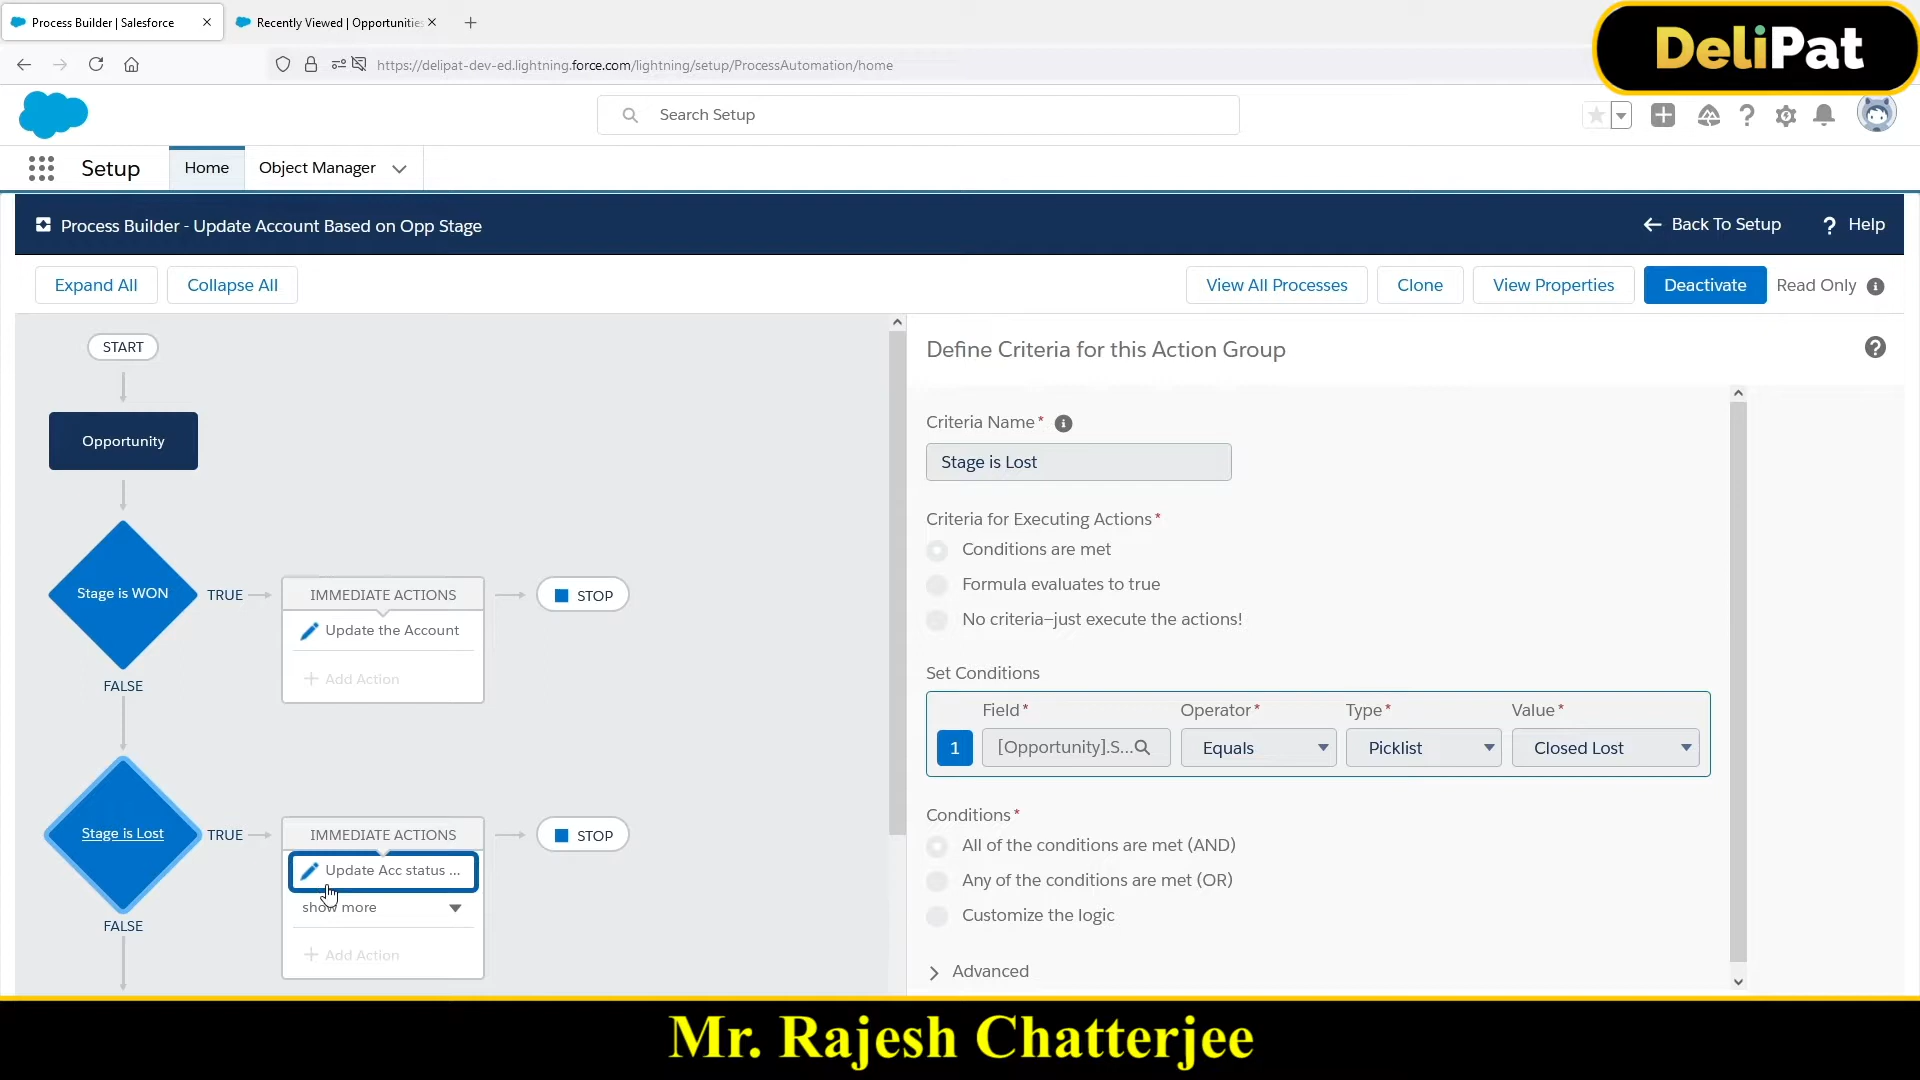 Process Builder | Salesforce
Recently Viewed | Opportunities
https://delipat-dev-ed.lightning.force.com/lightning/setup/ProcessAutomation/home
DeliPat
Search Setup
Setup
Home
Object Manager
Process Builder - Update Account Based on Opp Stage
Back To Setup
? Help
Expand All
Collapse All
View All Processes
Clone
View Properties
Deactivate
Read Only
START
Opportunity
Stage is WON
TRUE
IMMEDIATE ACTIONS
STOP
Update the Account
+ Add Action
FALSE
Stage is Lost
TRUE
IMMEDIATE ACTIONS
STOP
Update Acc status ...
show more
+ Add Action
FALSE
Define Criteria for this Action Group
Criteria Name*
Stage is Lost
Criteria for Executing Actions*
Conditions are met
Formula evaluates to true
No criteria—just execute the actions!
Set Conditions
Field* Operator* Type* Value*
1 [Opportunity].S... Equals Picklist Closed Lost
Conditions*
All of the conditions are met (AND)
Any of the conditions are met (OR)
Customize the logic
Advanced
Mr. Rajesh Chatterjee